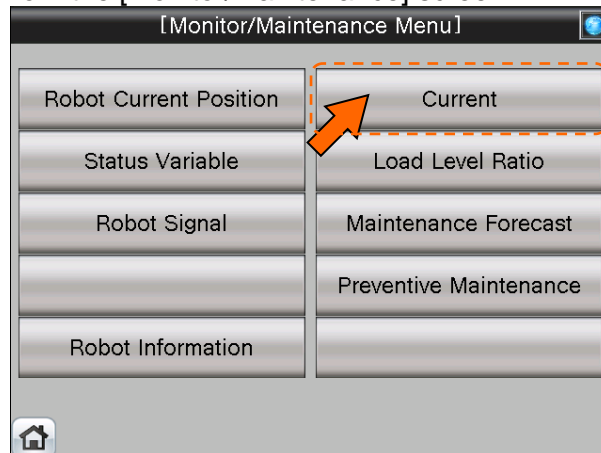 [Monitor/Maintenance Menu]
Robot Current Position
Current
Status Variable
Load Level Ratio
Robot Signal
Maintenance Forecast
Preventive Maintenance
Robot Information